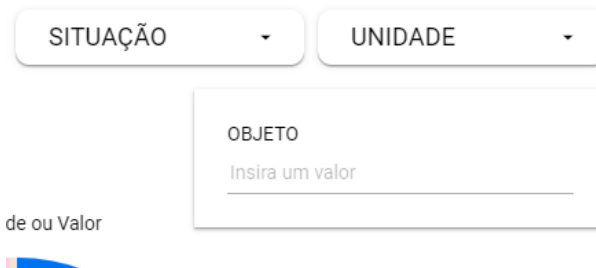 SITUAÇÃO
UNIDADE
OBJETO
Insira um valor
de ou Valor